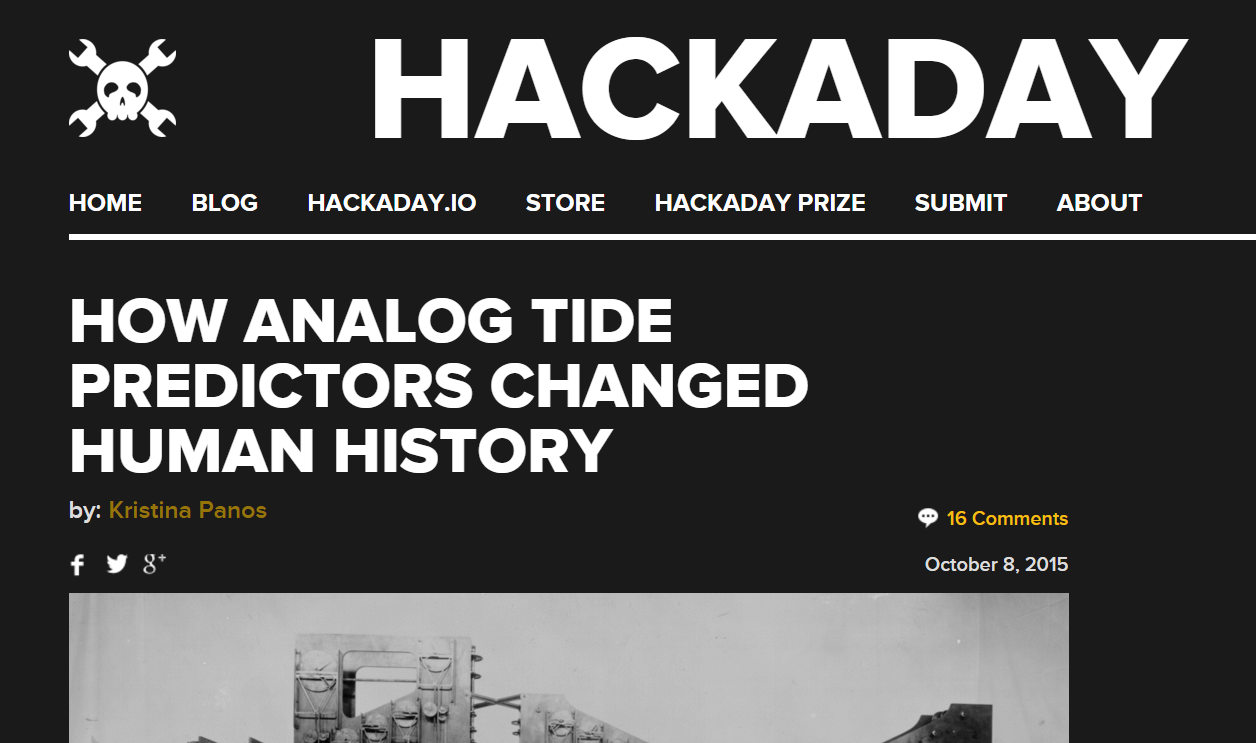 HACKADAY
HOME BLOG HACKADAY.IO STORE HACKADAY PRIZE SUBMIT ABOUT
HOW ANALOG TIDE
PREDICTORS CHANGED
HUMAN HISTORY
by: Kristina Panos
16 Comments
October 8, 2015